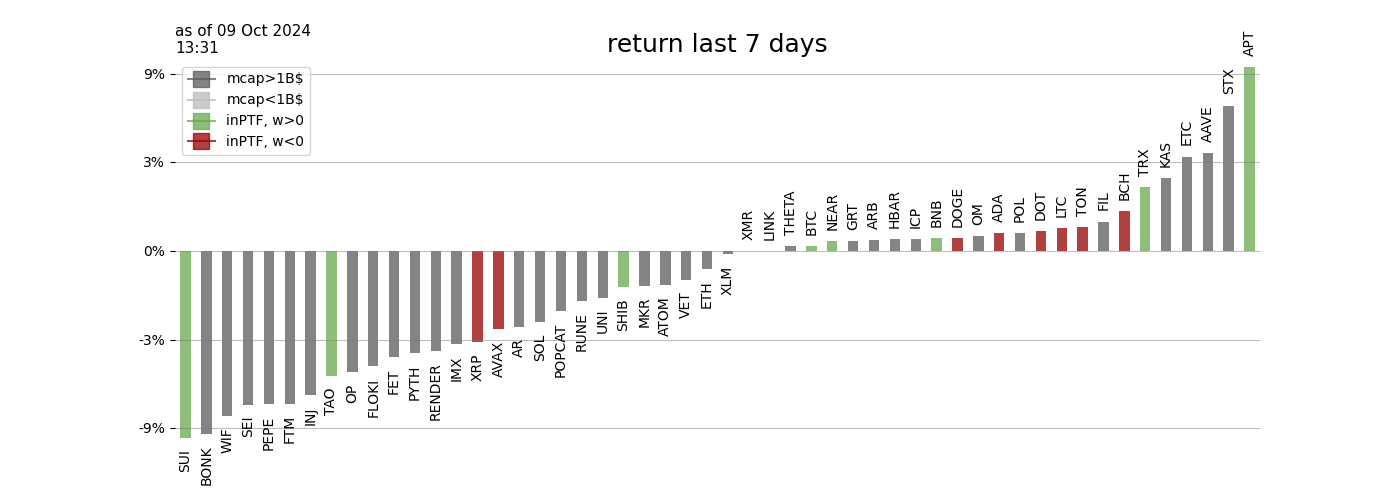 as of 09 Oct 2024
13:31
return last 7 days
mcap>1B$
mcap<1B$
inPTF, w>0
inPTF, w<0
9%
3%
0%
-3%
-9%
SUI
BONK
WIF
SEI
PEPE
FTM
INJ
TAO
OP
FLOKI
FET
PYTH
RENDER
IMX
XRP
AVAX
AR
SOL
POPCAT
RUNE
UNI
SHIB
MKR
ATOM
VET
ETH
XLM
XMR
LINK
THETA
BTC
NEAR
GRT
ARB
HBAR
ICP
BNB
DOGE
OM
ADA
POL
DOT
LTC
TON
FIL
BCH
TRX
KAS
ETC
AAVE
STX
APT